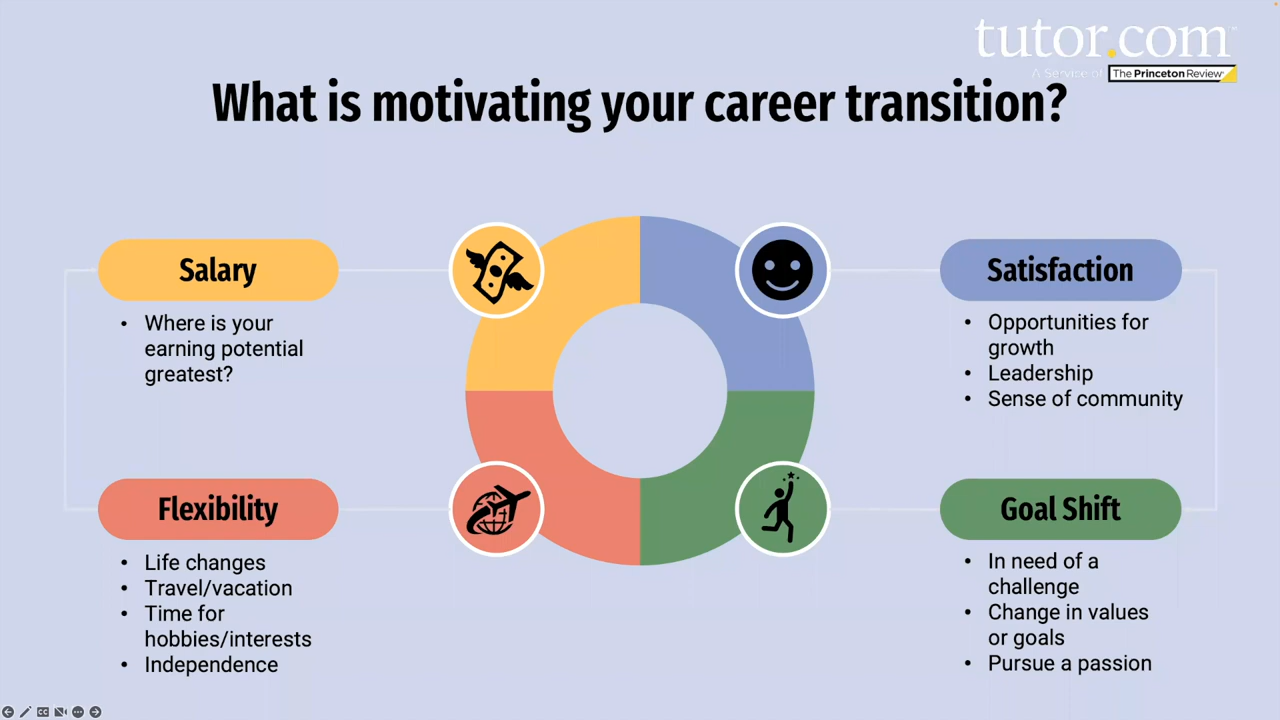 tutor.com
A Service of The Princeton Review
What is motivating your career transition?
Salary
• Where is your
earning potential
greatest?
Satisfaction
• Opportunities for
growth
• Leadership
• Sense of community
Flexibility
• Life changes
• Travel/vacation
• Time for
hobbies/interests
• Independence
Goal Shift
• In need of a
challenge
• Change in values
or goals
• Pursue a passion
CC